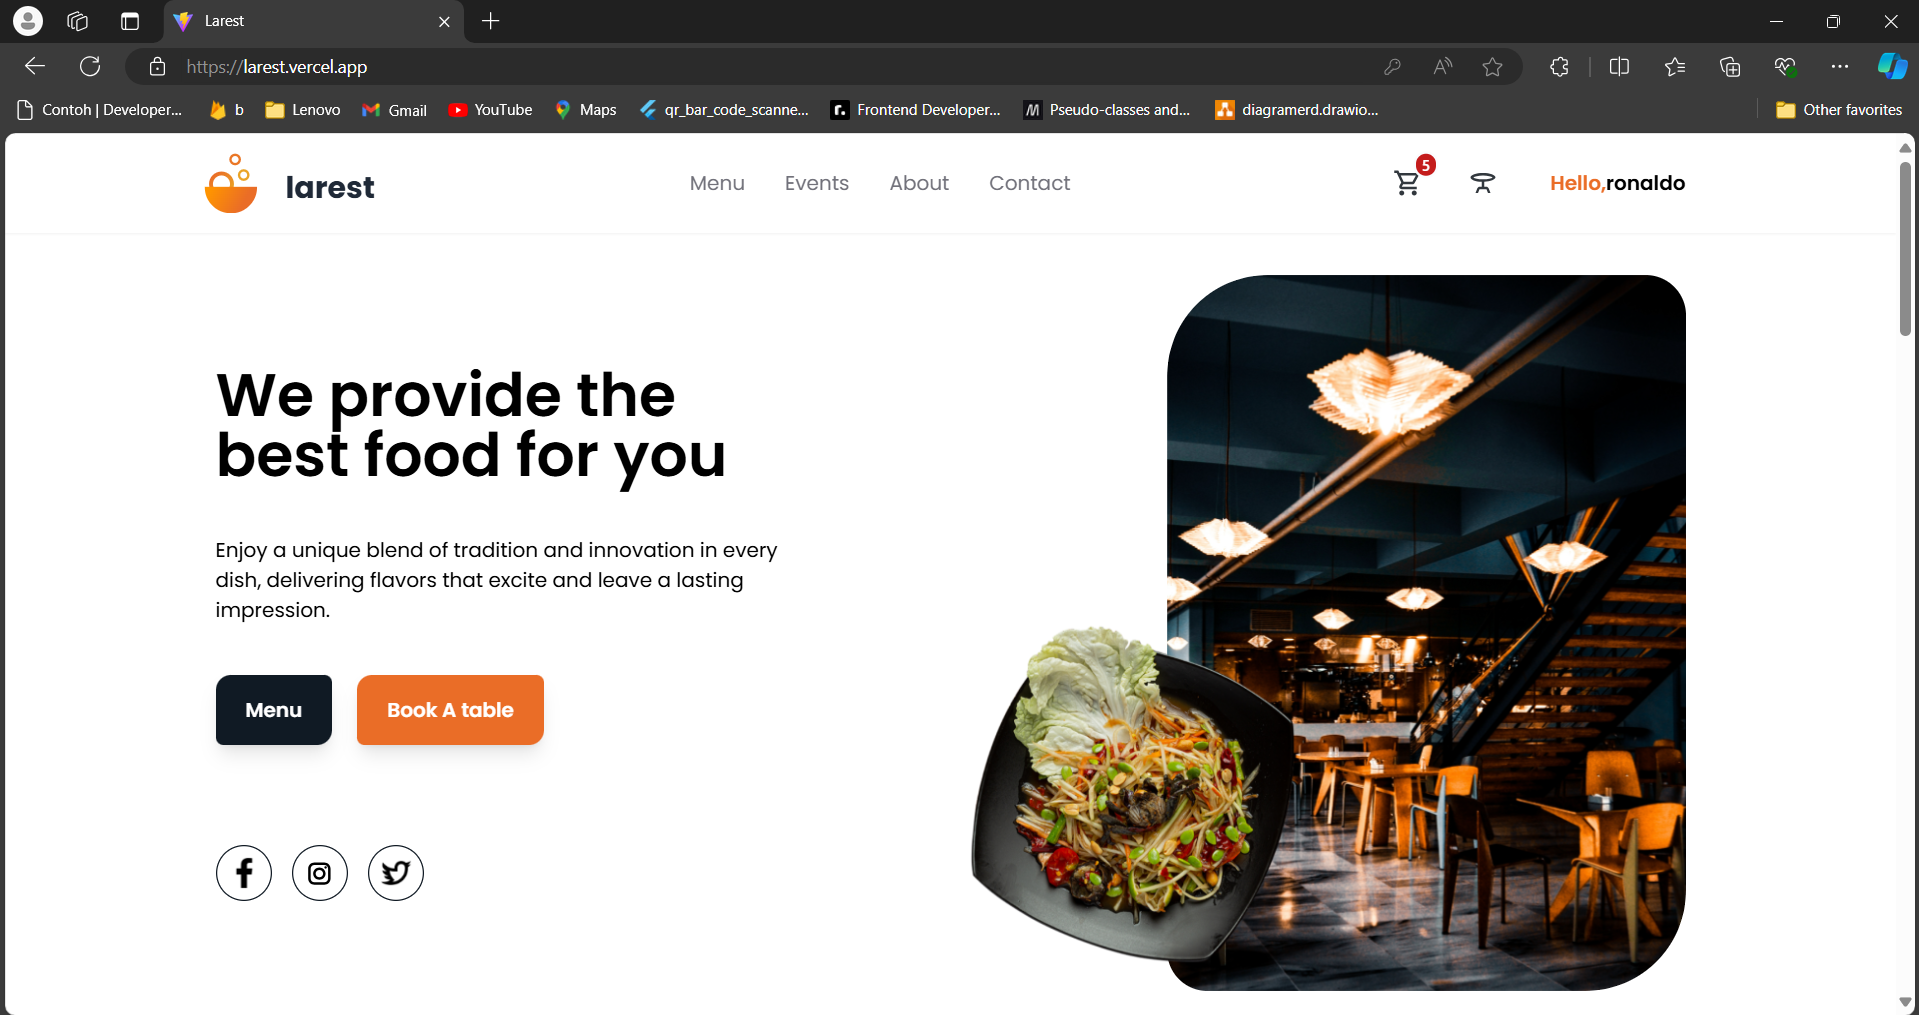 Larest
https://larest.vercel.app
Contoh | Developer... b Lenovo Gmail YouTube Maps qr_bar_code_scanne... Frontend Developer... Pseudo-classes and... diagramerd.drawio... Other favorites
larest Menu Events About Contact 5 Hello,ronaldo
We provide the
best food for you
Enjoy a unique blend of tradition and innovation in every
dish, delivering flavors that excite and leave a lasting
impression.
Menu Book A table